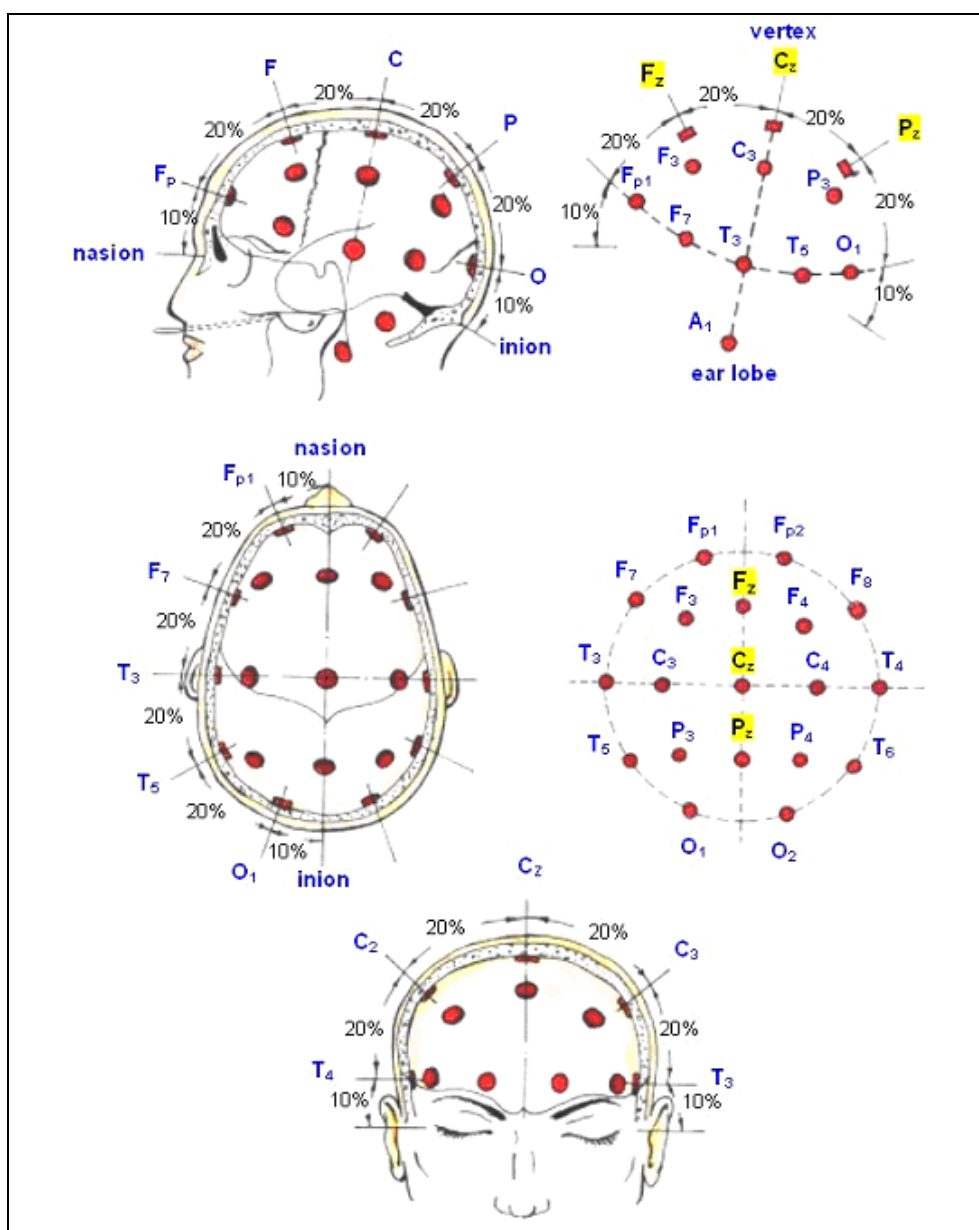 F
C
20%
20%
20%
P
Fp
20%
10%
nasion
O
10%
inion
vertex
Cz
Fz
20%
20%
20%
Pz
F3
C3
P3
Fp1
10%
F7
T3
T5
O1
20%
10%
A1
ear lobe
nasion
Fp1
10%
20%
F7
20%
T3
20%
T5
20%
O1
10%
inion
Fp1
Fp2
F7
Fz
F8
F3
F4
T3
C3
Cz
C4
T4
T5
P3
Pz
P4
T6
O1
O2
Cz
20%
20%
C2
C3
20%
20%
T4
T3
10%
10%